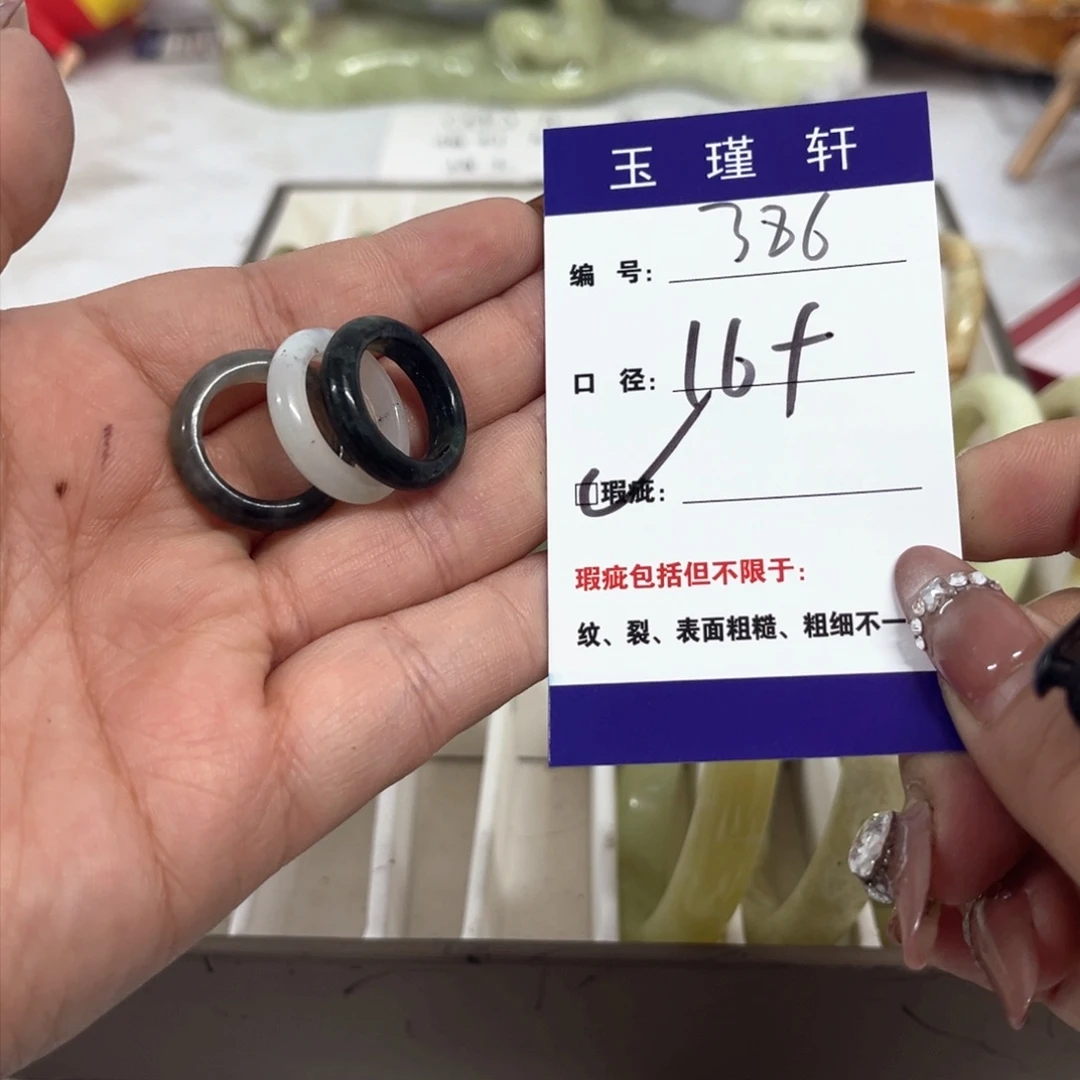 玉瑾轩
编号: 386
口径: 16f
□瑕疵:
瑕疵包括但不限于:
纹、裂、表面粗糙、粗细不一